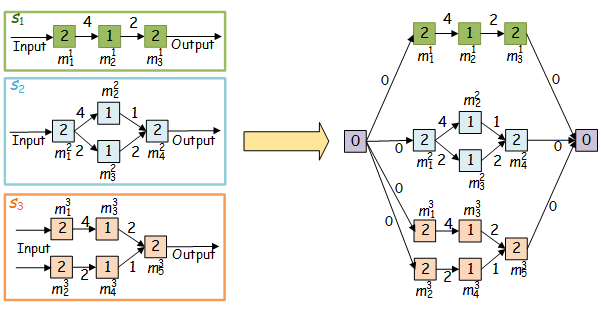 S₁
4 2
2 1 2
Input Output
m₁¹ m₂¹ m₃¹
S₂
m₂²
4 1 1
2 2
Input Output
m₁² 2 1 2 m₄²
m₃²
S₃
m₁³ m₃³
2 4 1 2
Input 2 Output
2 2 1 1 m₅³
m₂³ m₄³
4 2
2 1 2
m₁¹ m₂¹ m₃¹
0 0
m₂²
4 1 1
0 0 2 2 0 0
m₁² 2 1 2 m₄²
m₃²
0 0
m₁³ m₃³
0 2 4 1 2
2
2 2 1 1 m₅³
m₂³ m₄³